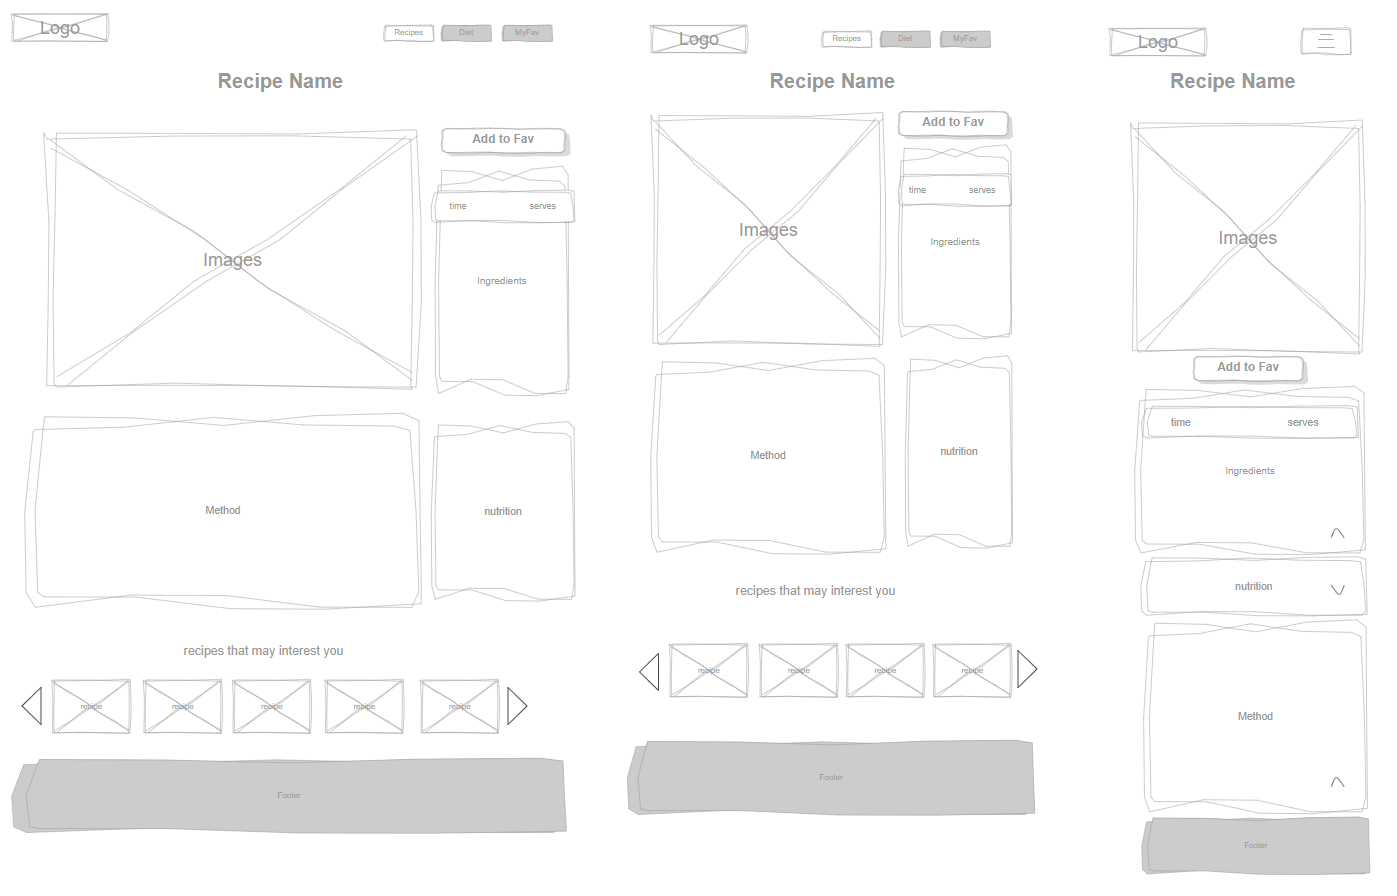 Logo
Recipes Diet MyFav
Recipe Name
Add to Fav
Images
time serves
Ingredients
Method
nutrition
recipes that may interest you
recipe recipe recipe recipe recipe
Footer
Logo
Recipes Diet MyFav
Recipe Name
Add to Fav
Images
time serves
Ingredients
Method
nutrition
recipes that may interest you
recipe recipe recipe recipe
Footer
Logo
Recipe Name
Images
Add to Fav
time serves
Ingredients
nutrition
Method
Footer